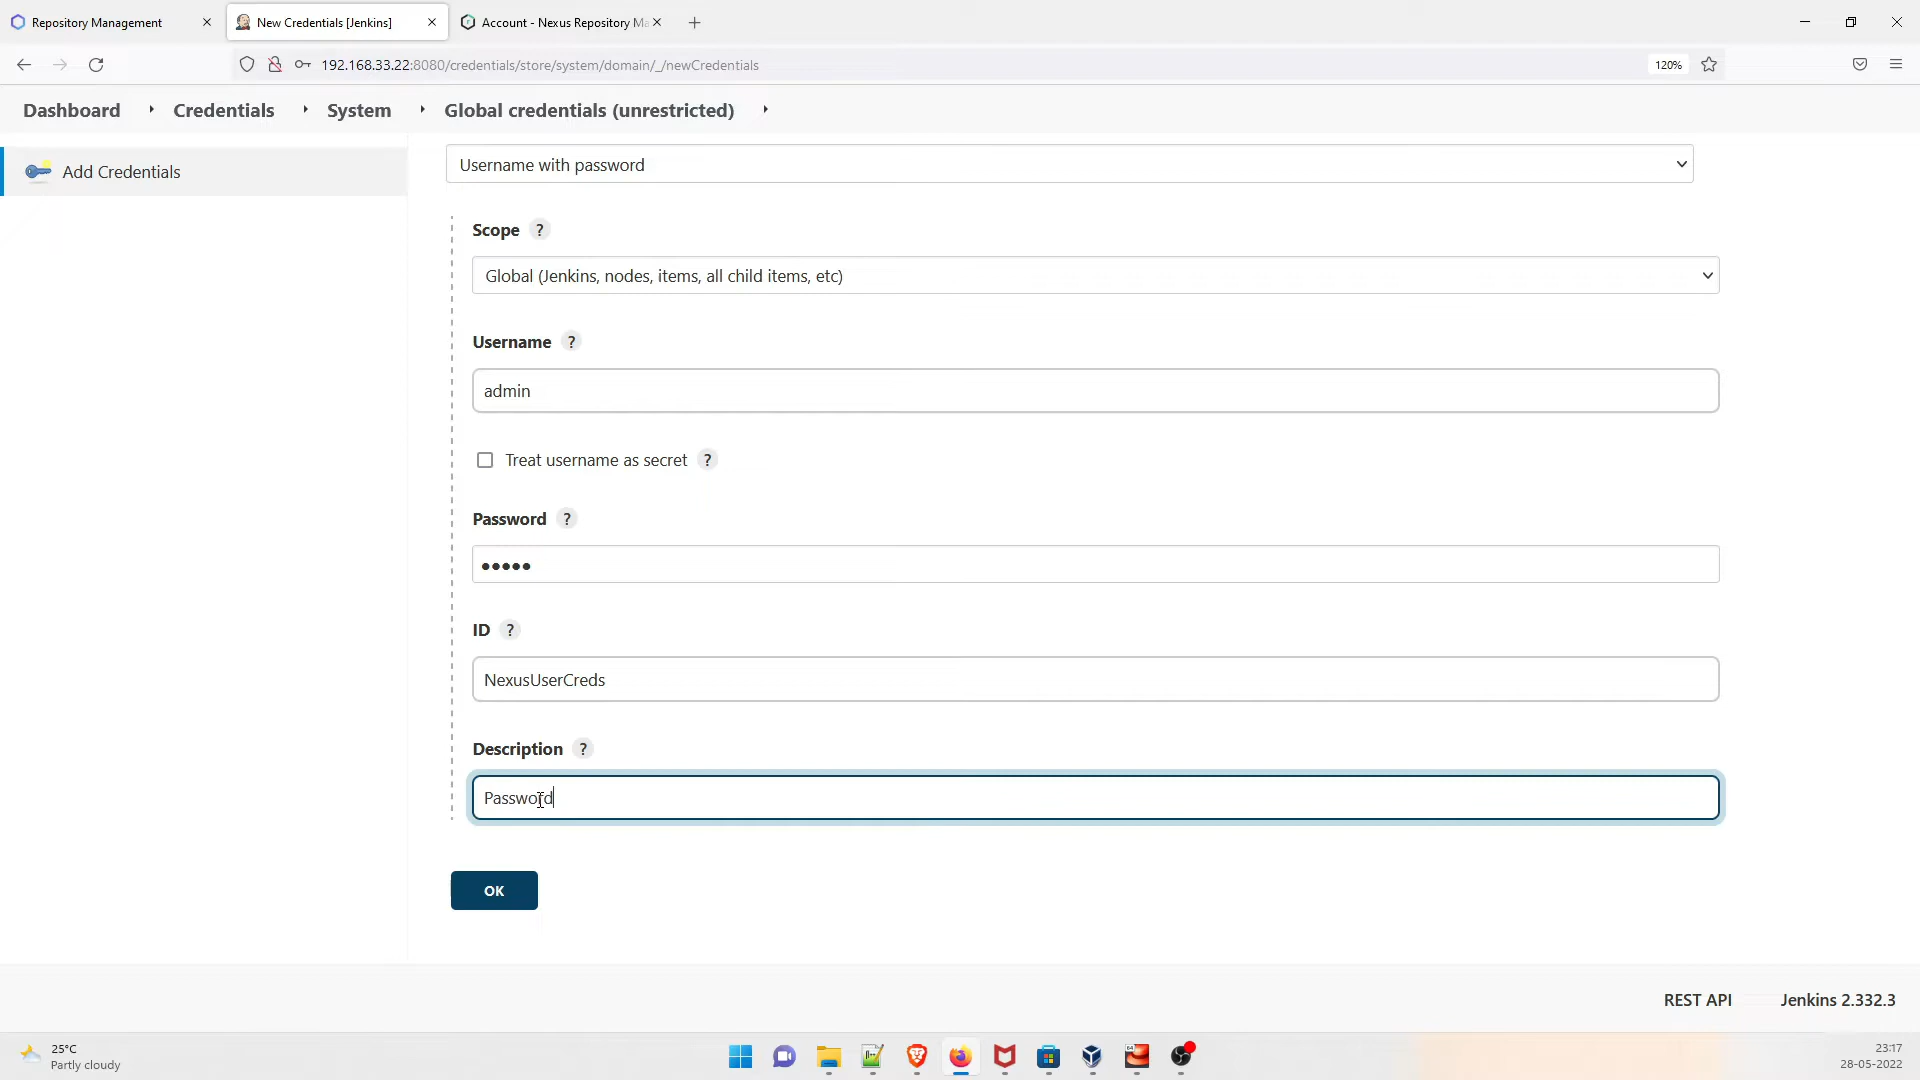 Repository Management
New Credentials [Jenkins]
Account - Nexus Repository Ma
192.168.33.22:8080/credentials/store/system/domain/_/newCredentials
120%
Dashboard
Credentials
System
Global credentials (unrestricted)
Add Credentials
Username with password
Scope ?
Global (Jenkins, nodes, items, all child items, etc)
Username ?
admin
Treat username as secret ?
Password ?
•••••
ID ?
NexusUserCreds
Description ?
Password
OK
REST API
Jenkins 2.332.3
25°C
Partly cloudy
23:17
28-05-2022